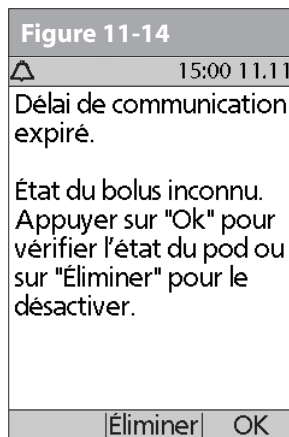 Figure 11-14
15:00 11.11
Délai de communication
expiré.
État du bolus inconnu.
Appuyer sur "Ok" pour
vérifier l'état du pod ou
sur "Éliminer" pour le
désactiver.
Éliminer OK